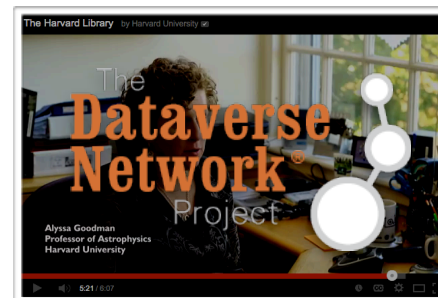 The Harvard Library by Harvard University
The
Dataverse
Network®
Project
Alyssa Goodman
Professor of Astrophysics
Harvard University
5:21 / 6:07
CC